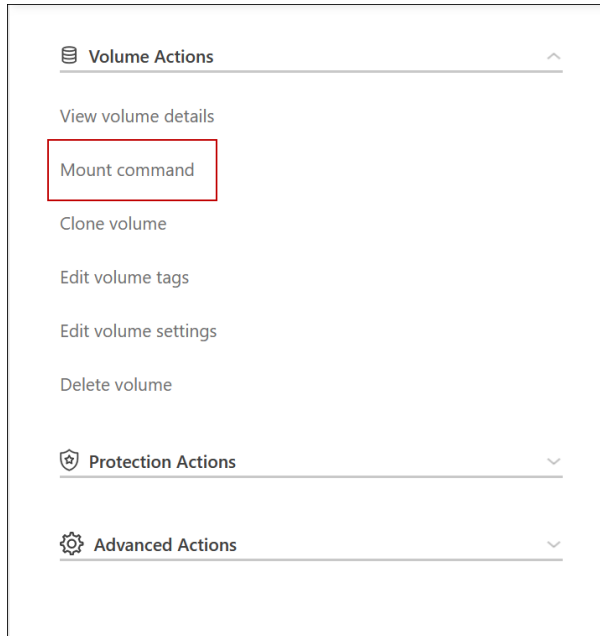 Volume Actions
View volume details
Mount command
Clone volume
Edit volume tags
Edit volume settings
Delete volume
Protection Actions
Advanced Actions